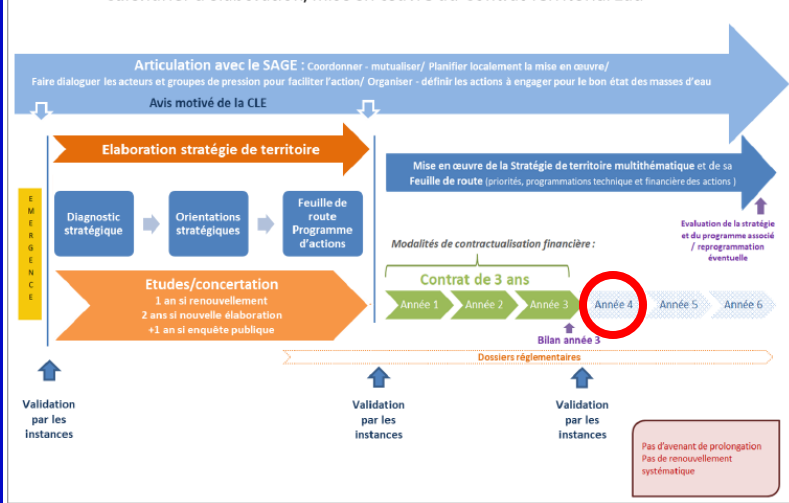 Articulation avec le SAGE : Coordonner - mutualiser/ Planifier localement la mise en œuvre/
Faire dialoguer les acteurs et groupes de pression pour faciliter l'action/ Organiser - définir les actions à engager pour le bon état des masses d'eau
Avis motivé de la CLE
Elaboration stratégie de territoire
Mise en œuvre de la Stratégie de territoire multithématique et de sa
Feuille de route (priorités, programmations technique et financière des actions )
EMERGENCE
Diagnostic
stratégique
Orientations
stratégiques
Feuille de
route
Programme
d'actions
Evaluation de la stratégie
et du programme associé
/ reprogrammation
éventuelle
Modalités de contractualisation financière :
Contrat de 3 ans
Etudes/concertation
1 an si renouvellement
2 ans si nouvelle élaboration
+1 an si enquête publique
Année 1
Année 2
Année 3
Année 4
Année 5
Année 6
Bilan année 3
Dossiers réglementaires
Validation
par les
instances
Validation
par les
instances
Validation
par les
instances
Pas d'avenant de prolongation
Pas de renouvellement
systématique